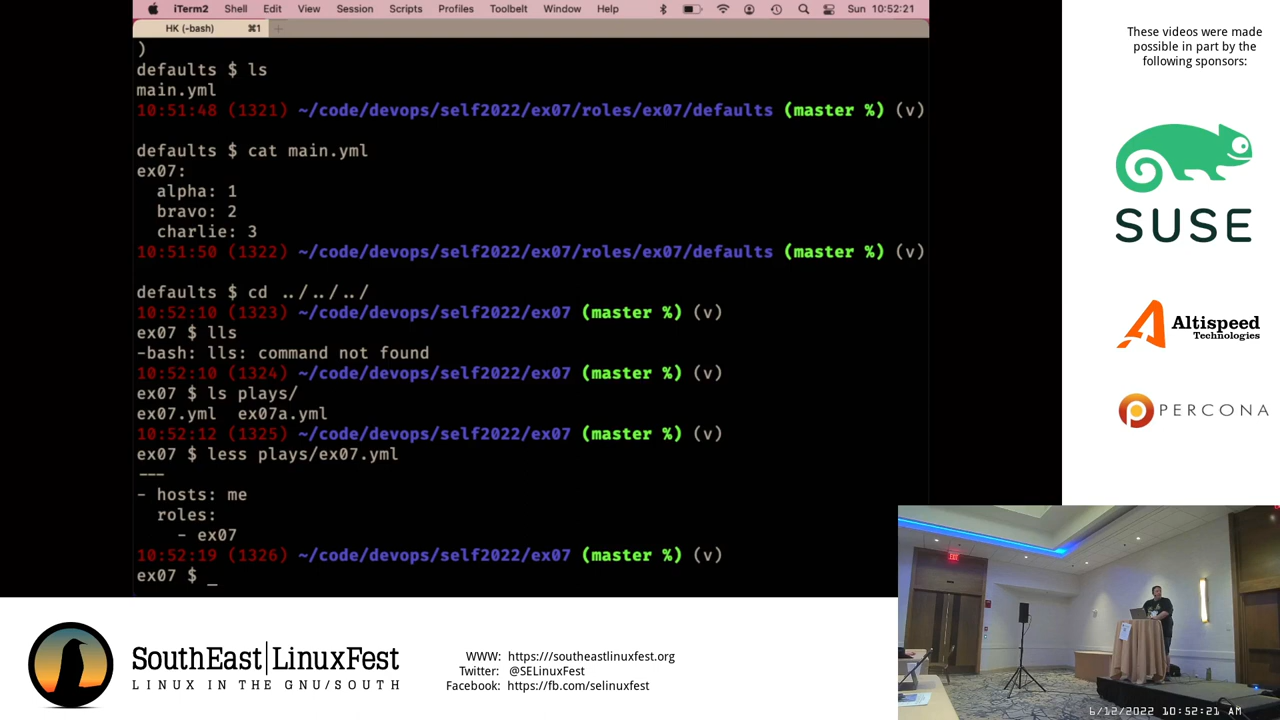 iTerm2 Shell Edit View Session Scripts Profiles Toolbelt Window Help Sun 10:52:21
HK (-bash) ⌘1 +
)
defaults $ ls
main.yml
10:51:48 (1321) ~/code/devops/self2022/ex07/roles/ex07/defaults (master %) (v)
defaults $ cat main.yml
ex07:
  alpha: 1
  bravo: 2
  charlie: 3
10:51:50 (1322) ~/code/devops/self2022/ex07/roles/ex07/defaults (master %) (v)
defaults $ cd ../../../
10:52:10 (1323) ~/code/devops/self2022/ex07 (master %) (v)
ex07 $ lls
-bash: lls: command not found
10:52:10 (1324) ~/code/devops/self2022/ex07 (master %) (v)
ex07 $ ls plays/
ex07.yml  ex07a.yml
10:52:12 (1325) ~/code/devops/self2022/ex07 (master %) (v)
ex07 $ less plays/ex07.yml
---
- hosts: me
  roles:
    - ex07
10:52:19 (1326) ~/code/devops/self2022/ex07 (master %) (v)
ex07 $ _
These videos were made
possible in part by the
following sponsors:
SUSE
Altispeed
Technologies
PERCONA
6/12/2022 10:52:21 AM
SouthEast|LinuxFest
LINUX IN THE GNU/SOUTH
WWW: https://southeastlinuxfest.org
Twitter: @SELinuxFest
Facebook: https://fb.com/selinuxfest